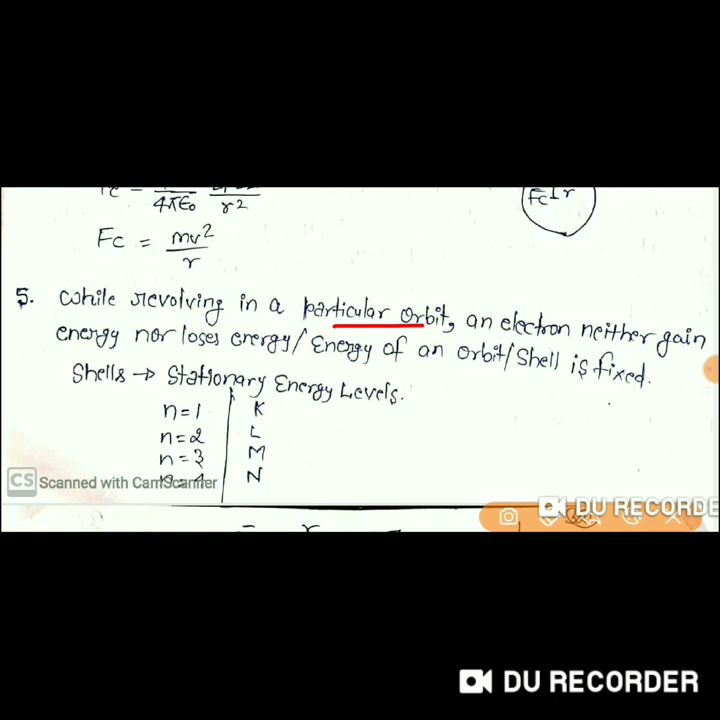 4πε₀ r2
Fc⊥r
Fc = mv2
r
5. While revolving in a particular orbit, an electron neither gain
energy nor loses energy/Energy of an orbit/Shell is fixed.
Shells → Stationary Energy Levels.
n=1 K
n=2 L
n=3 M
N
CS Scanned with CamScanner
DU RECORDE
DU RECORDER